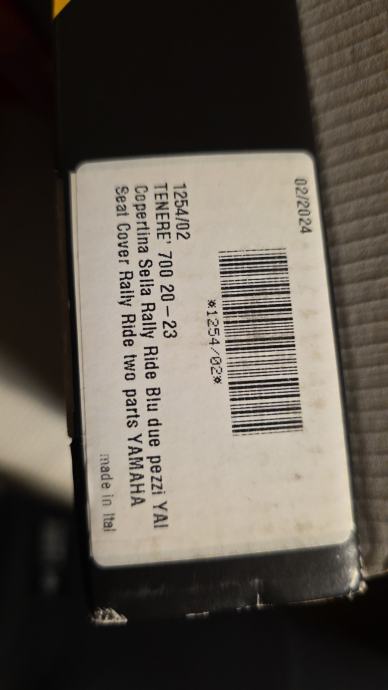 02/2024
*1254/02*
1254/02
TENERE' 700 20-23
Copertina Sella Rally Ride Blu due pezzi YAI
Seat Cover Rally Ride two parts YAMAHA
made in Ital